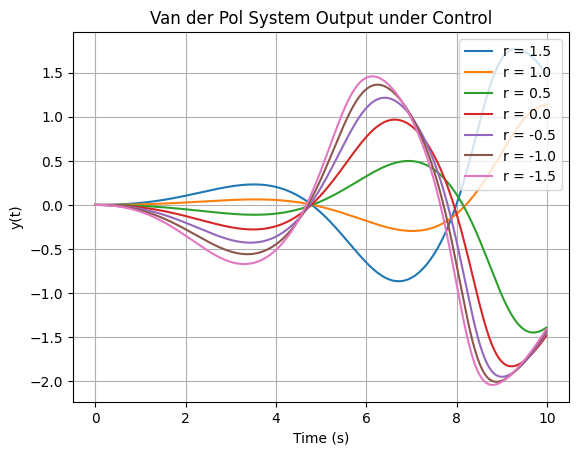 Van der Pol System Output under Control
y(t)
1.5
1.0
0.5
0.0
−0.5
−1.0
−1.5
−2.0
r = 1.5
r = 1.0
r = 0.5
r = 0.0
r = -0.5
r = -1.0
r = -1.5
0
2
4
6
8
10
Time (s)